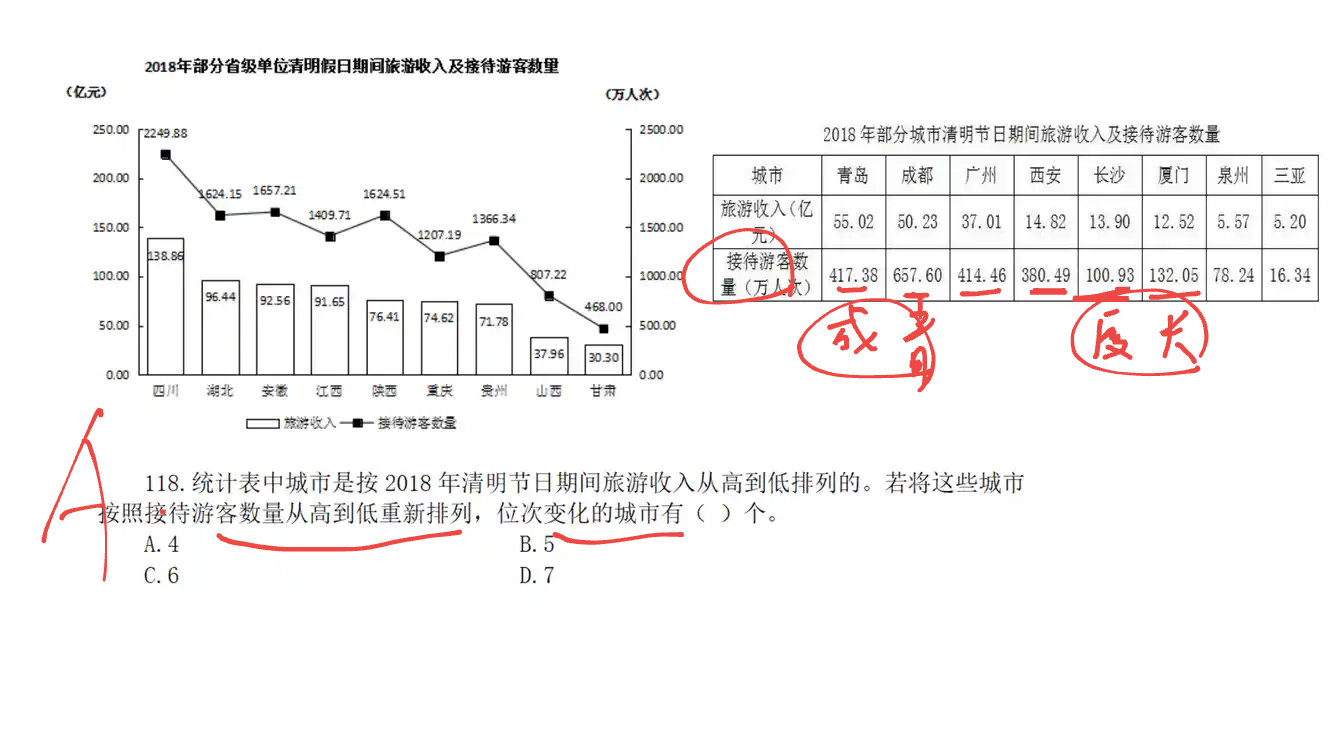 2018年部分省级单位清明假日期间旅游收入及接待游客数量
（亿元）
（万人次）
250.00
200.00
150.00
100.00
50.00
0.00
2500.00
2000.00
1500.00
1000.00
500.00
0.00
2249.88
1624.15
1657.21
1409.71
1624.51
1207.19
1366.34
807.22
468.00
138.86
96.44
92.56
91.65
76.41
74.62
71.78
37.96
30.30
四川 湖北 安徽 江西 陕西 重庆 贵州 山西 甘肃
旅游收入 接待游客数量
2018年部分城市清明节日期间旅游收入及接待游客数量
城市 青岛 成都 广州 西安 长沙 厦门 泉州 三亚
旅游收入（亿
元） 55.02 50.23 37.01 14.82 13.90 12.52 5.57 5.20
接待游客数
量（万人次） 417.38 657.60 414.46 380.49 100.93 132.05 78.24 16.34
成 青
厦 长
A
118.统计表中城市是按2018年清明节日期间旅游收入从高到低排列的。若将这些城市
按照接待游客数量从高到低重新排列，位次变化的城市有（ ）个。
A.4 B.5
C.6 D.7